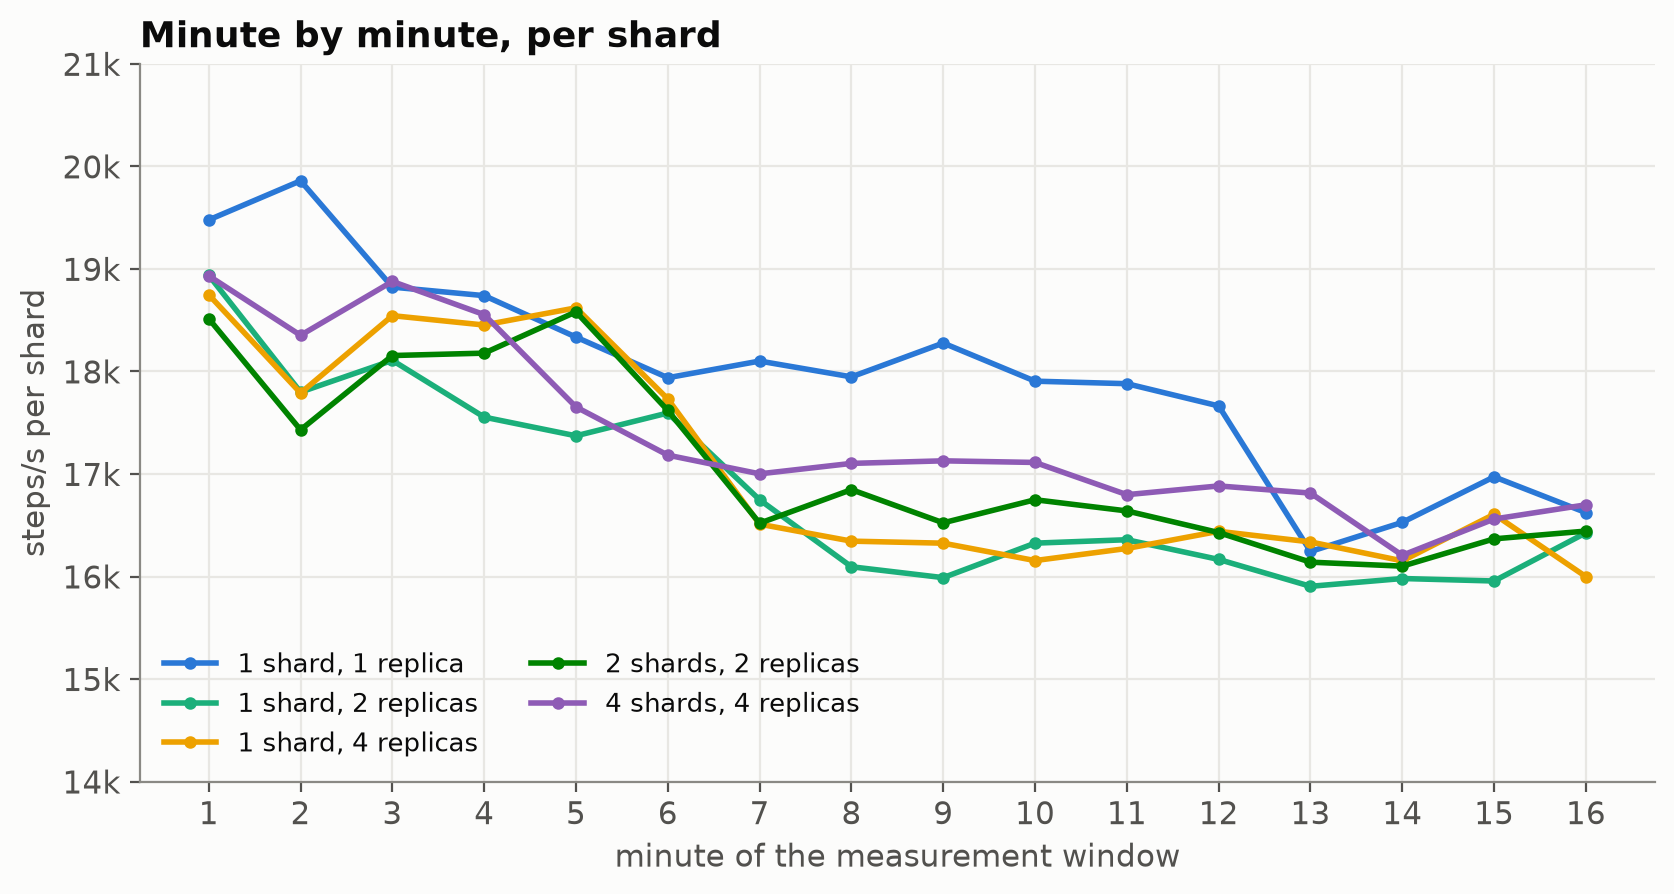 Minute by minute, per shard
steps/s per shard
21k
20k
19k
18k
17k
16k
15k
14k
1 shard, 1 replica
1 shard, 2 replicas
1 shard, 4 replicas
2 shards, 2 replicas
4 shards, 4 replicas
1 2 3 4 5 6 7 8 9 10 11 12 13 14 15 16
minute of the measurement window